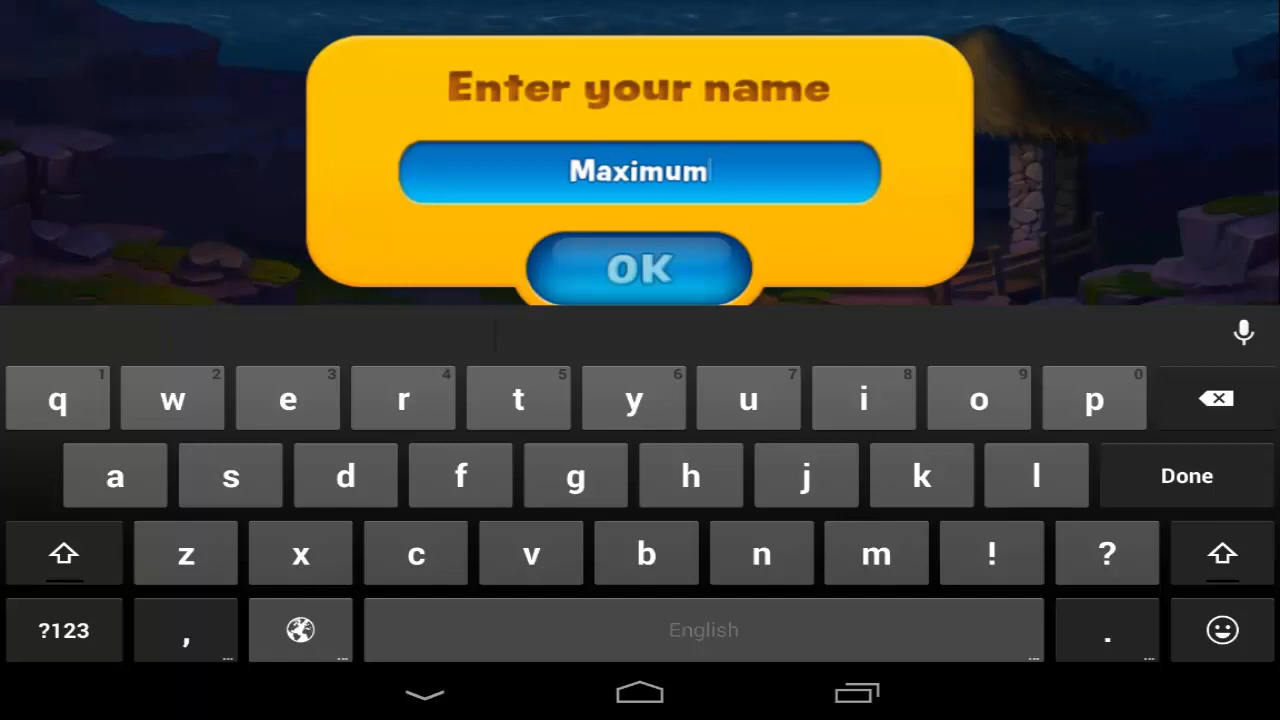 Enter your name
Maximum
OK
q 1 w 2 e 3 r 4 t 5 y 6 u 7 i 8 o 9 p 0
a s d f g h j k l Done
z x c v b n m ! ?
?123 , ... ... English ... . ...